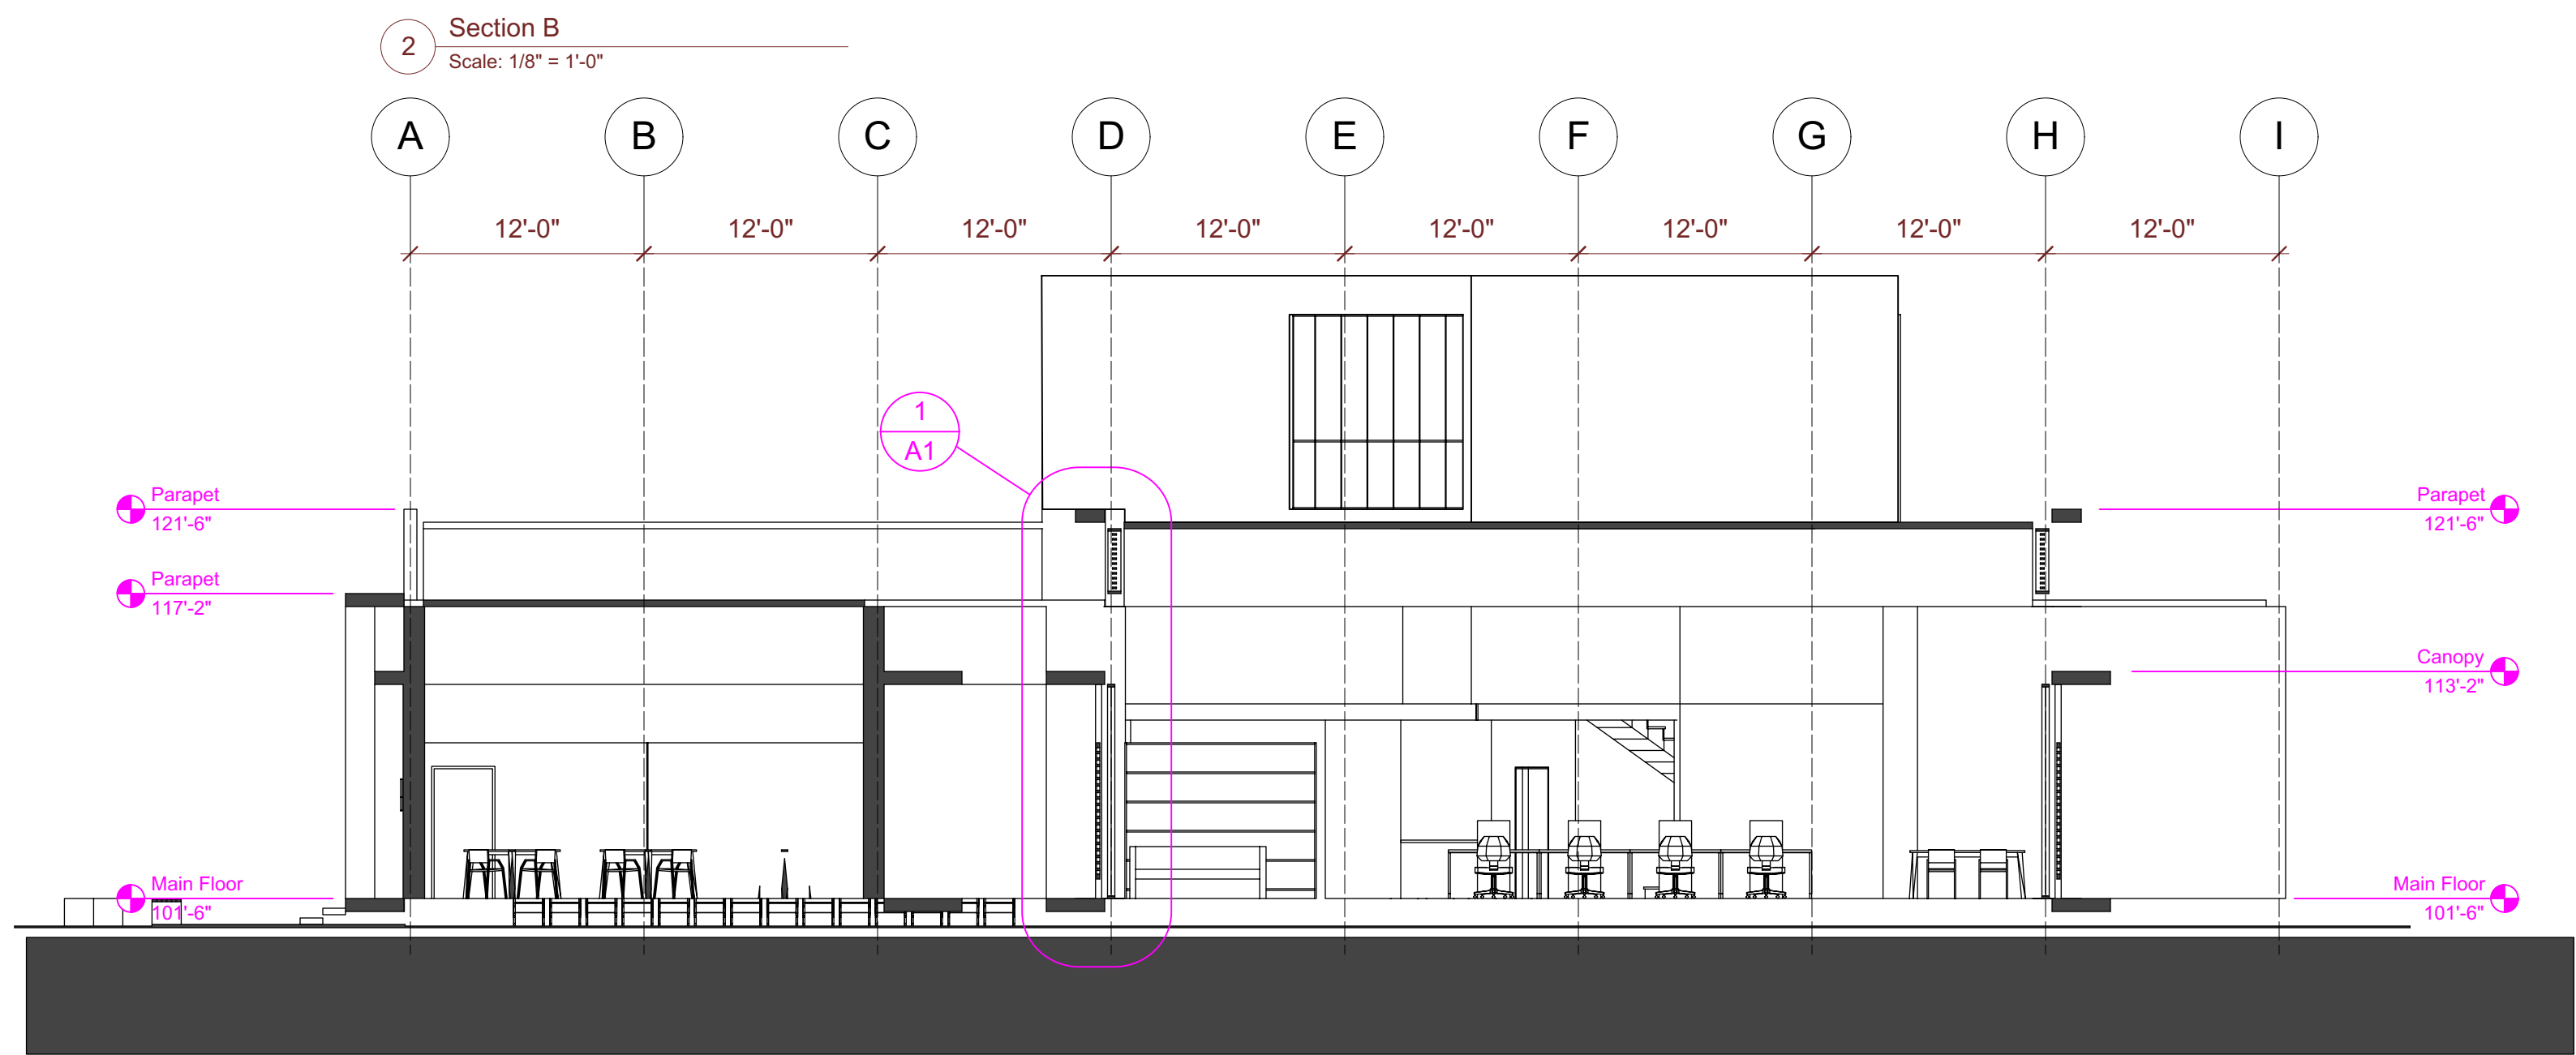 2
Section B
Scale: 1/8" = 1'-0"
A B C D E F G H I
12'-0" 12'-0" 12'-0" 12'-0" 12'-0" 12'-0" 12'-0" 12'-0"
1
A1
Parapet
121'-6"
Parapet
121'-6"
Parapet
117'-2"
Canopy
113'-2"
Main Floor
101'-6"
Main Floor
101'-6"